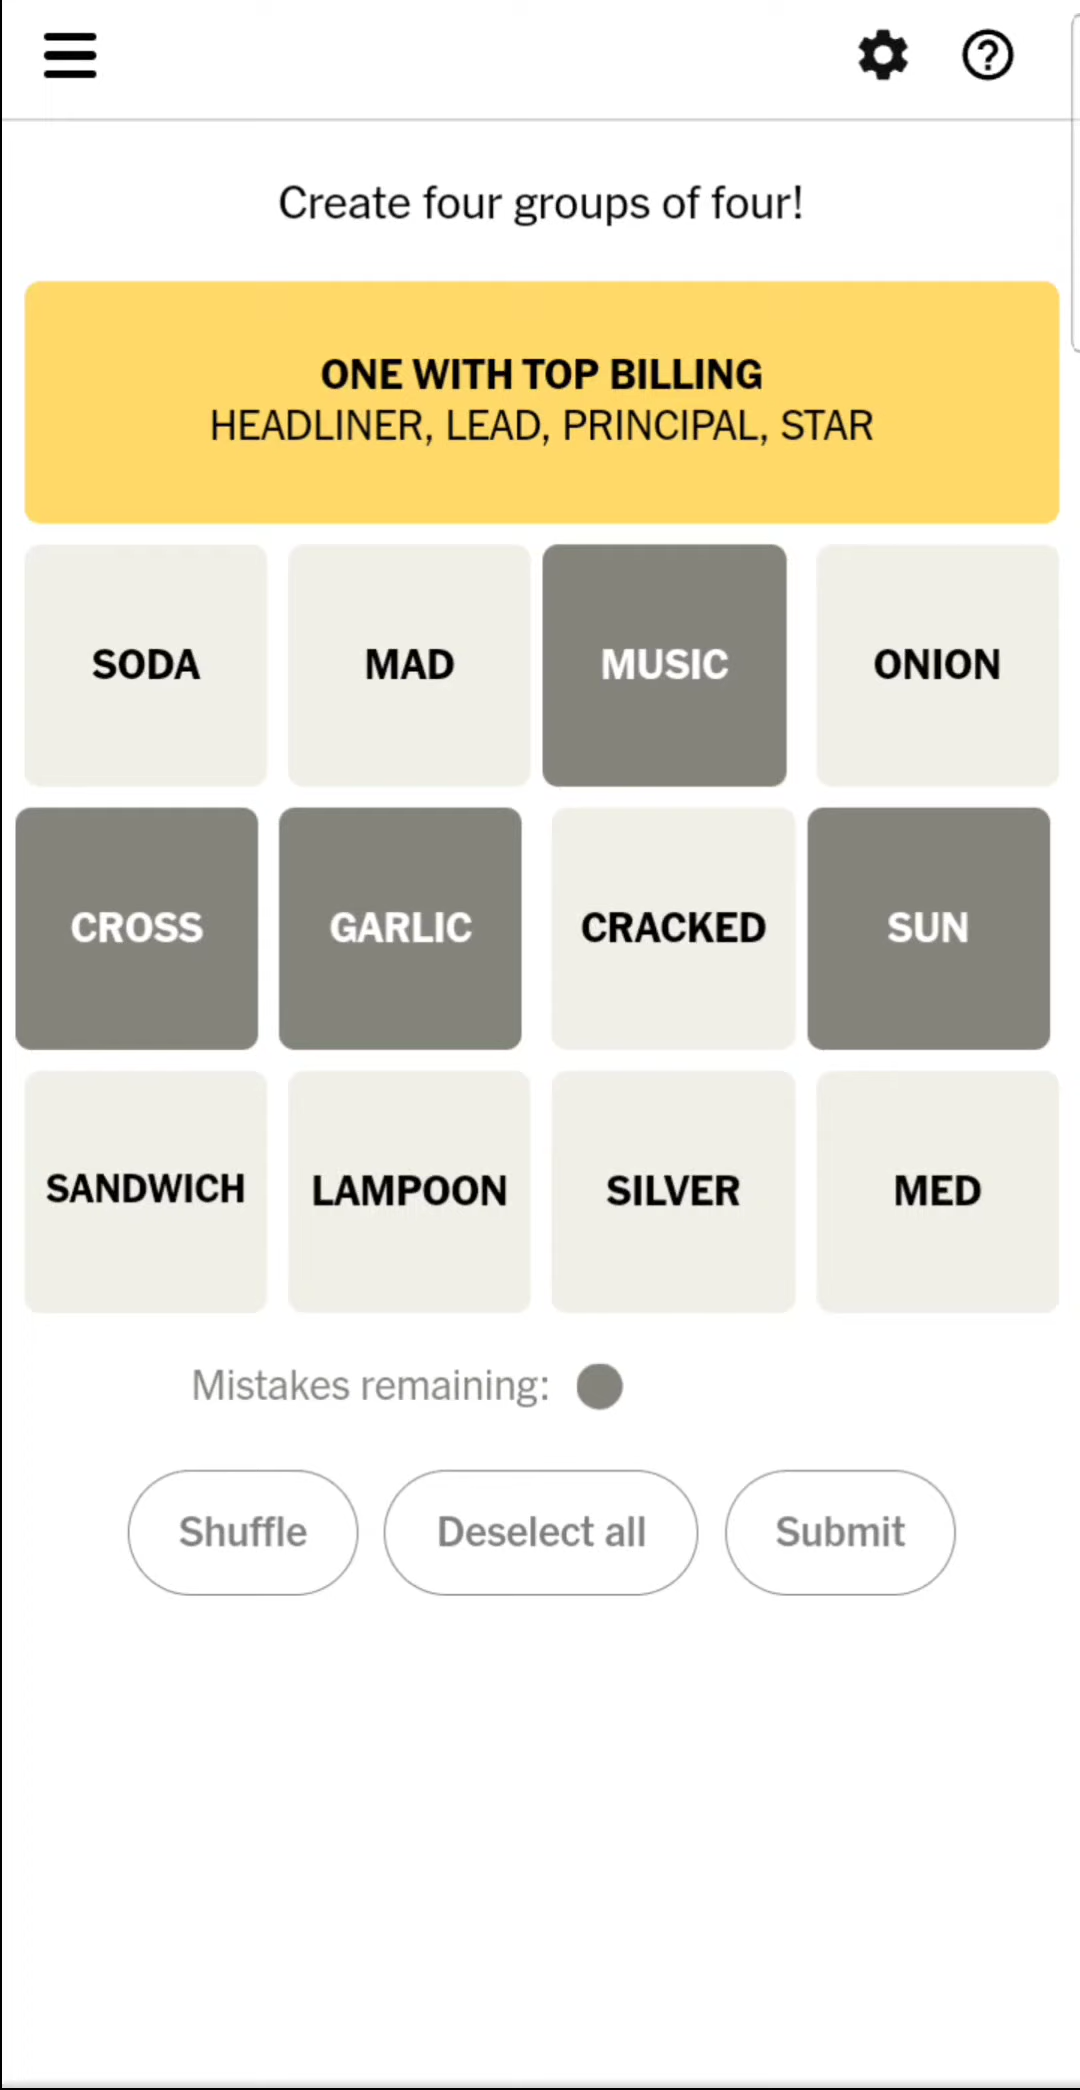 Create four groups of four!
ONE WITH TOP BILLING
HEADLINER, LEAD, PRINCIPAL, STAR
SODA MAD MUSIC ONION
CROSS GARLIC CRACKED SUN
SANDWICH LAMPOON SILVER MED
Mistakes remaining:
Shuffle Deselect all Submit